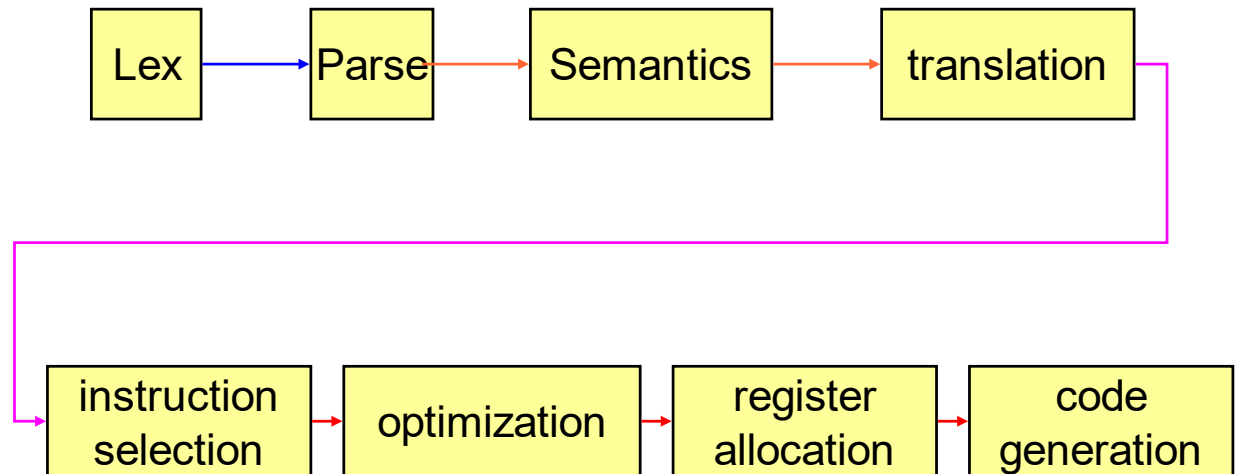 Lex
Parse
Semantics
translation
instruction
selection
optimization
register
allocation
code
generation